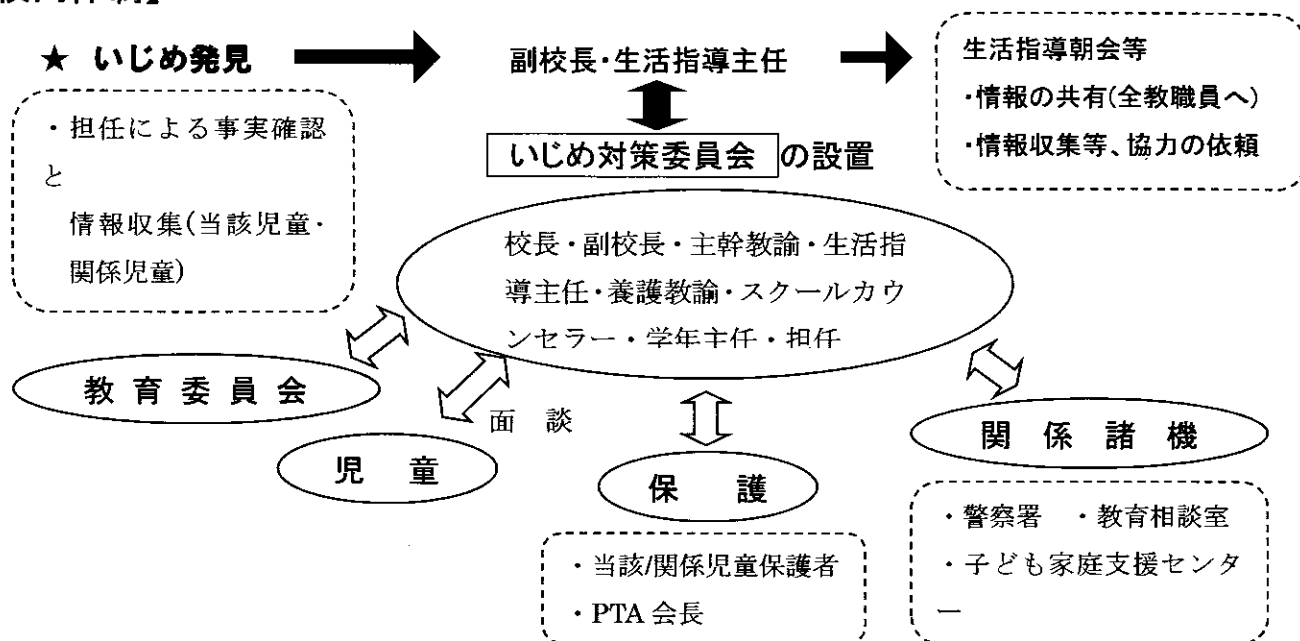 ★ いじめ発見
副校長・生活指導主任
生活指導朝会等
・情報の共有(全教職員へ)
・情報収集等、協力の依頼
・担任による事実確認
と
情報収集(当該児童・
関係児童)
いじめ対策委員会 の設置
校長・副校長・主幹教諭・生活指
導主任・養護教諭・スクールカウ
ンセラー・学年主任・担任
教育委員会
面 談
児 童
保 護
関 係 諸 機
・当該/関係児童保護者
・PTA 会長
・警察署 ・教育相談室
・子ども家庭支援センタ
ー